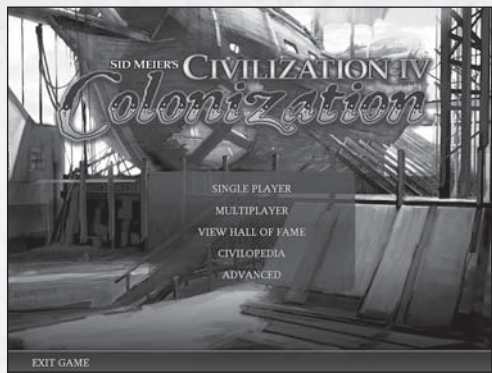 SID MEIER'S CIVILIZATION IV
Colonization
SINGLE PLAYER
MULTIPLAYER
VIEW HALL OF FAME
CIVILOPEDIA
ADVANCED
EXIT GAME